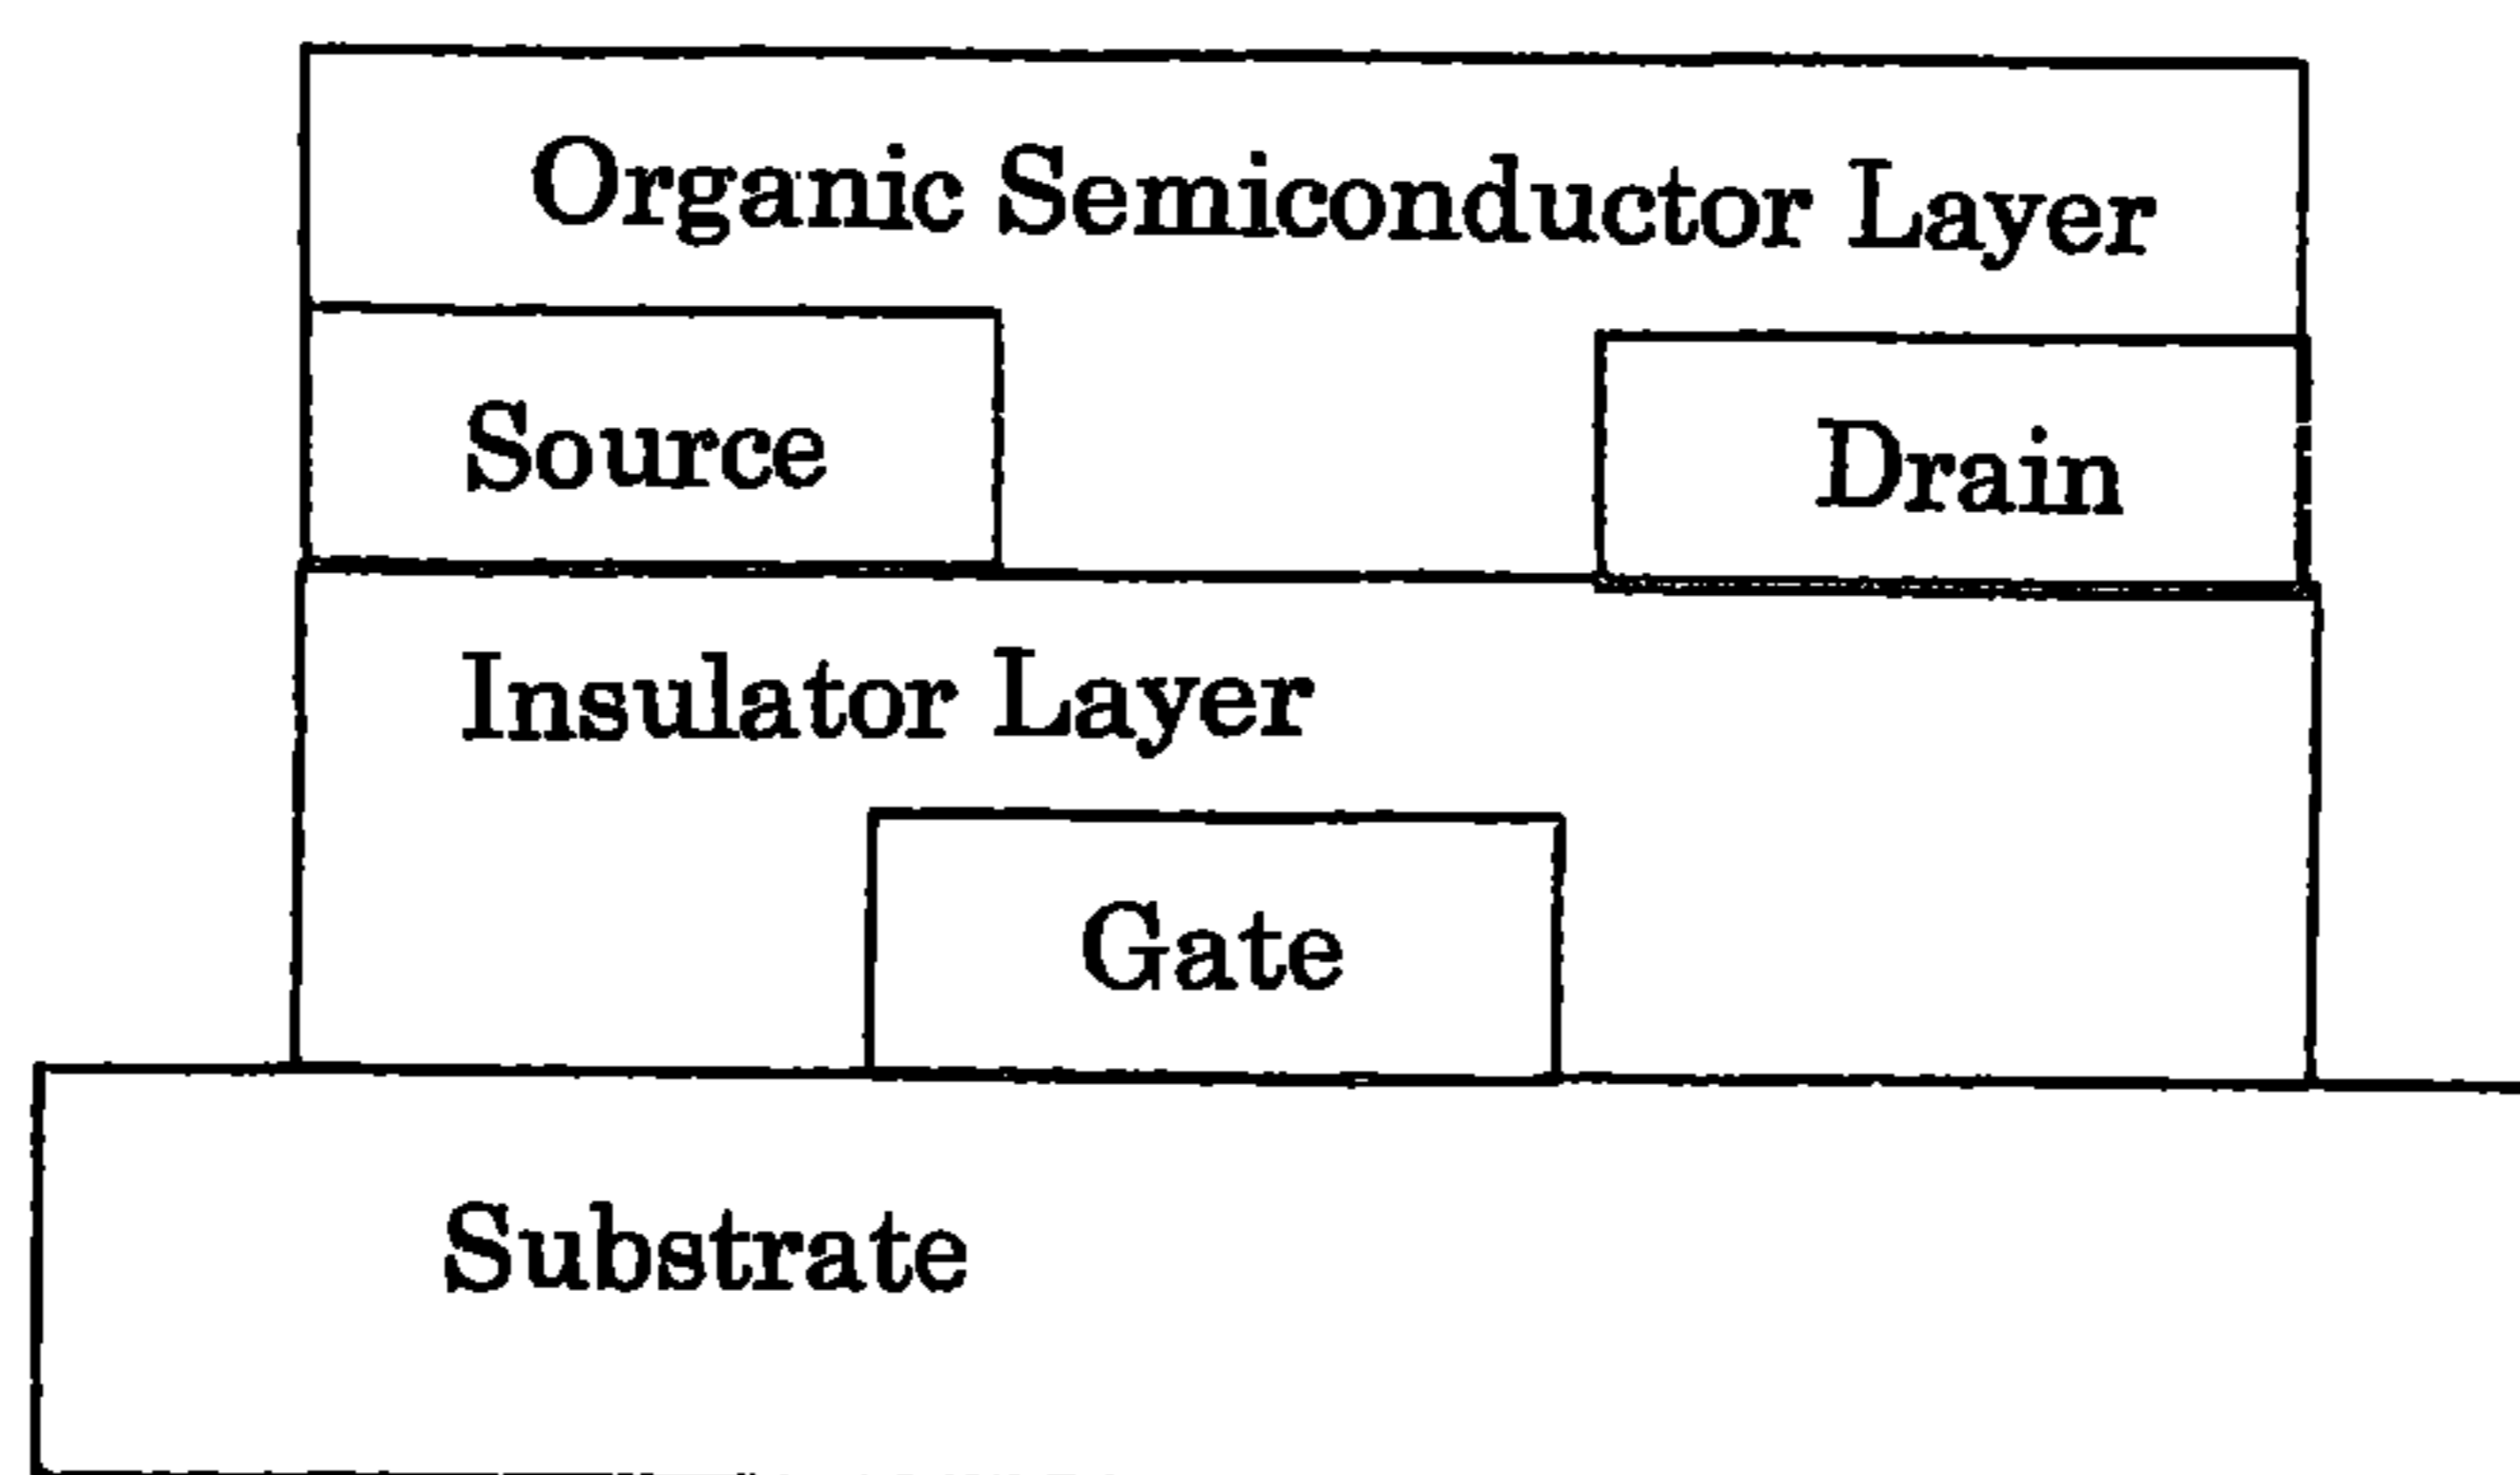 Organic Semiconductor Layer
Source
Drain
Insulator Layer
Gate
Substrate